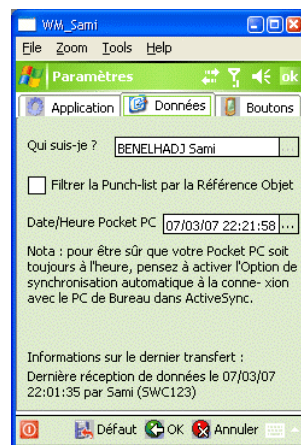 WM_Sami
File Zoom Tools Help
Paramètres ok
Application Données Boutons
Qui suis-je ? BENELHADJ Sami ...
Filtrer la Punch-list par la Référence Objet
Date/Heure Pocket PC 07/03/07 22:21:58 ...
Nota : pour être sûr que votre Pocket PC soit
toujours à l'heure, pensez à activer l'Option de
synchronisation automatique à la conne- xion
avec le PC de Bureau dans ActiveSync.
Informations sur le dernier transfert :
Dernière réception de données le 07/03/07
22:01:35 par Sami (SWC123)
Défaut OK Annuler